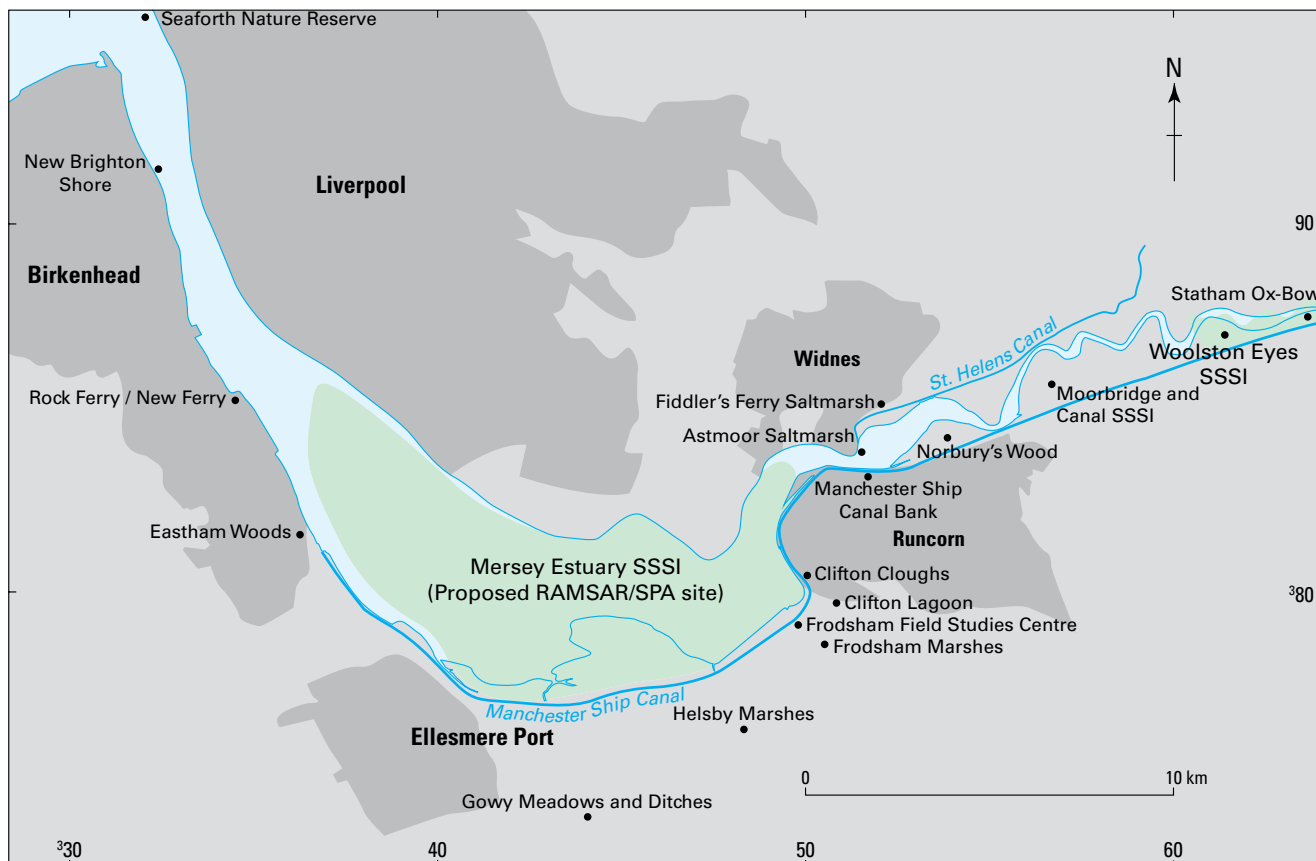 Seaforth Nature Reserve
N
New Brighton
Shore
Liverpool
90
Birkenhead
Statham Ox-Bow
St. Helens Canal
Widnes
Woolston Eyes
SSSI
Rock Ferry / New Ferry
Fiddler's Ferry Saltmarsh
Moorbridge and
Canal SSSI
Astmoor Saltmarsh
Norbury's Wood
Manchester Ship
Canal Bank
Eastham Woods
Runcorn
Mersey Estuary SSSI
(Proposed RAMSAR/SPA site)
Clifton Cloughs
³80
Clifton Lagoon
Frodsham Field Studies Centre
Frodsham Marshes
Manchester Ship Canal
Helsby Marshes
Ellesmere Port
0 10 km
Gowy Meadows and Ditches
³30 40 50 60